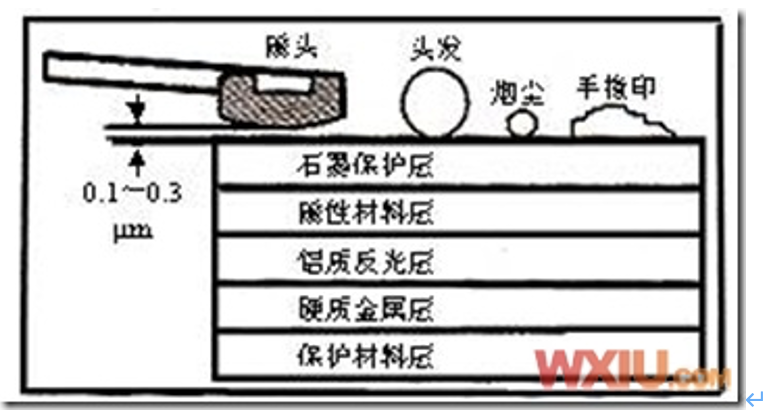 磁头
头发
烟尘
手接印
0.1~0.3
μm
石墨保护层
磁性材料层
铝质反光层
硬质金属层
保护材料层
WXIU.COM